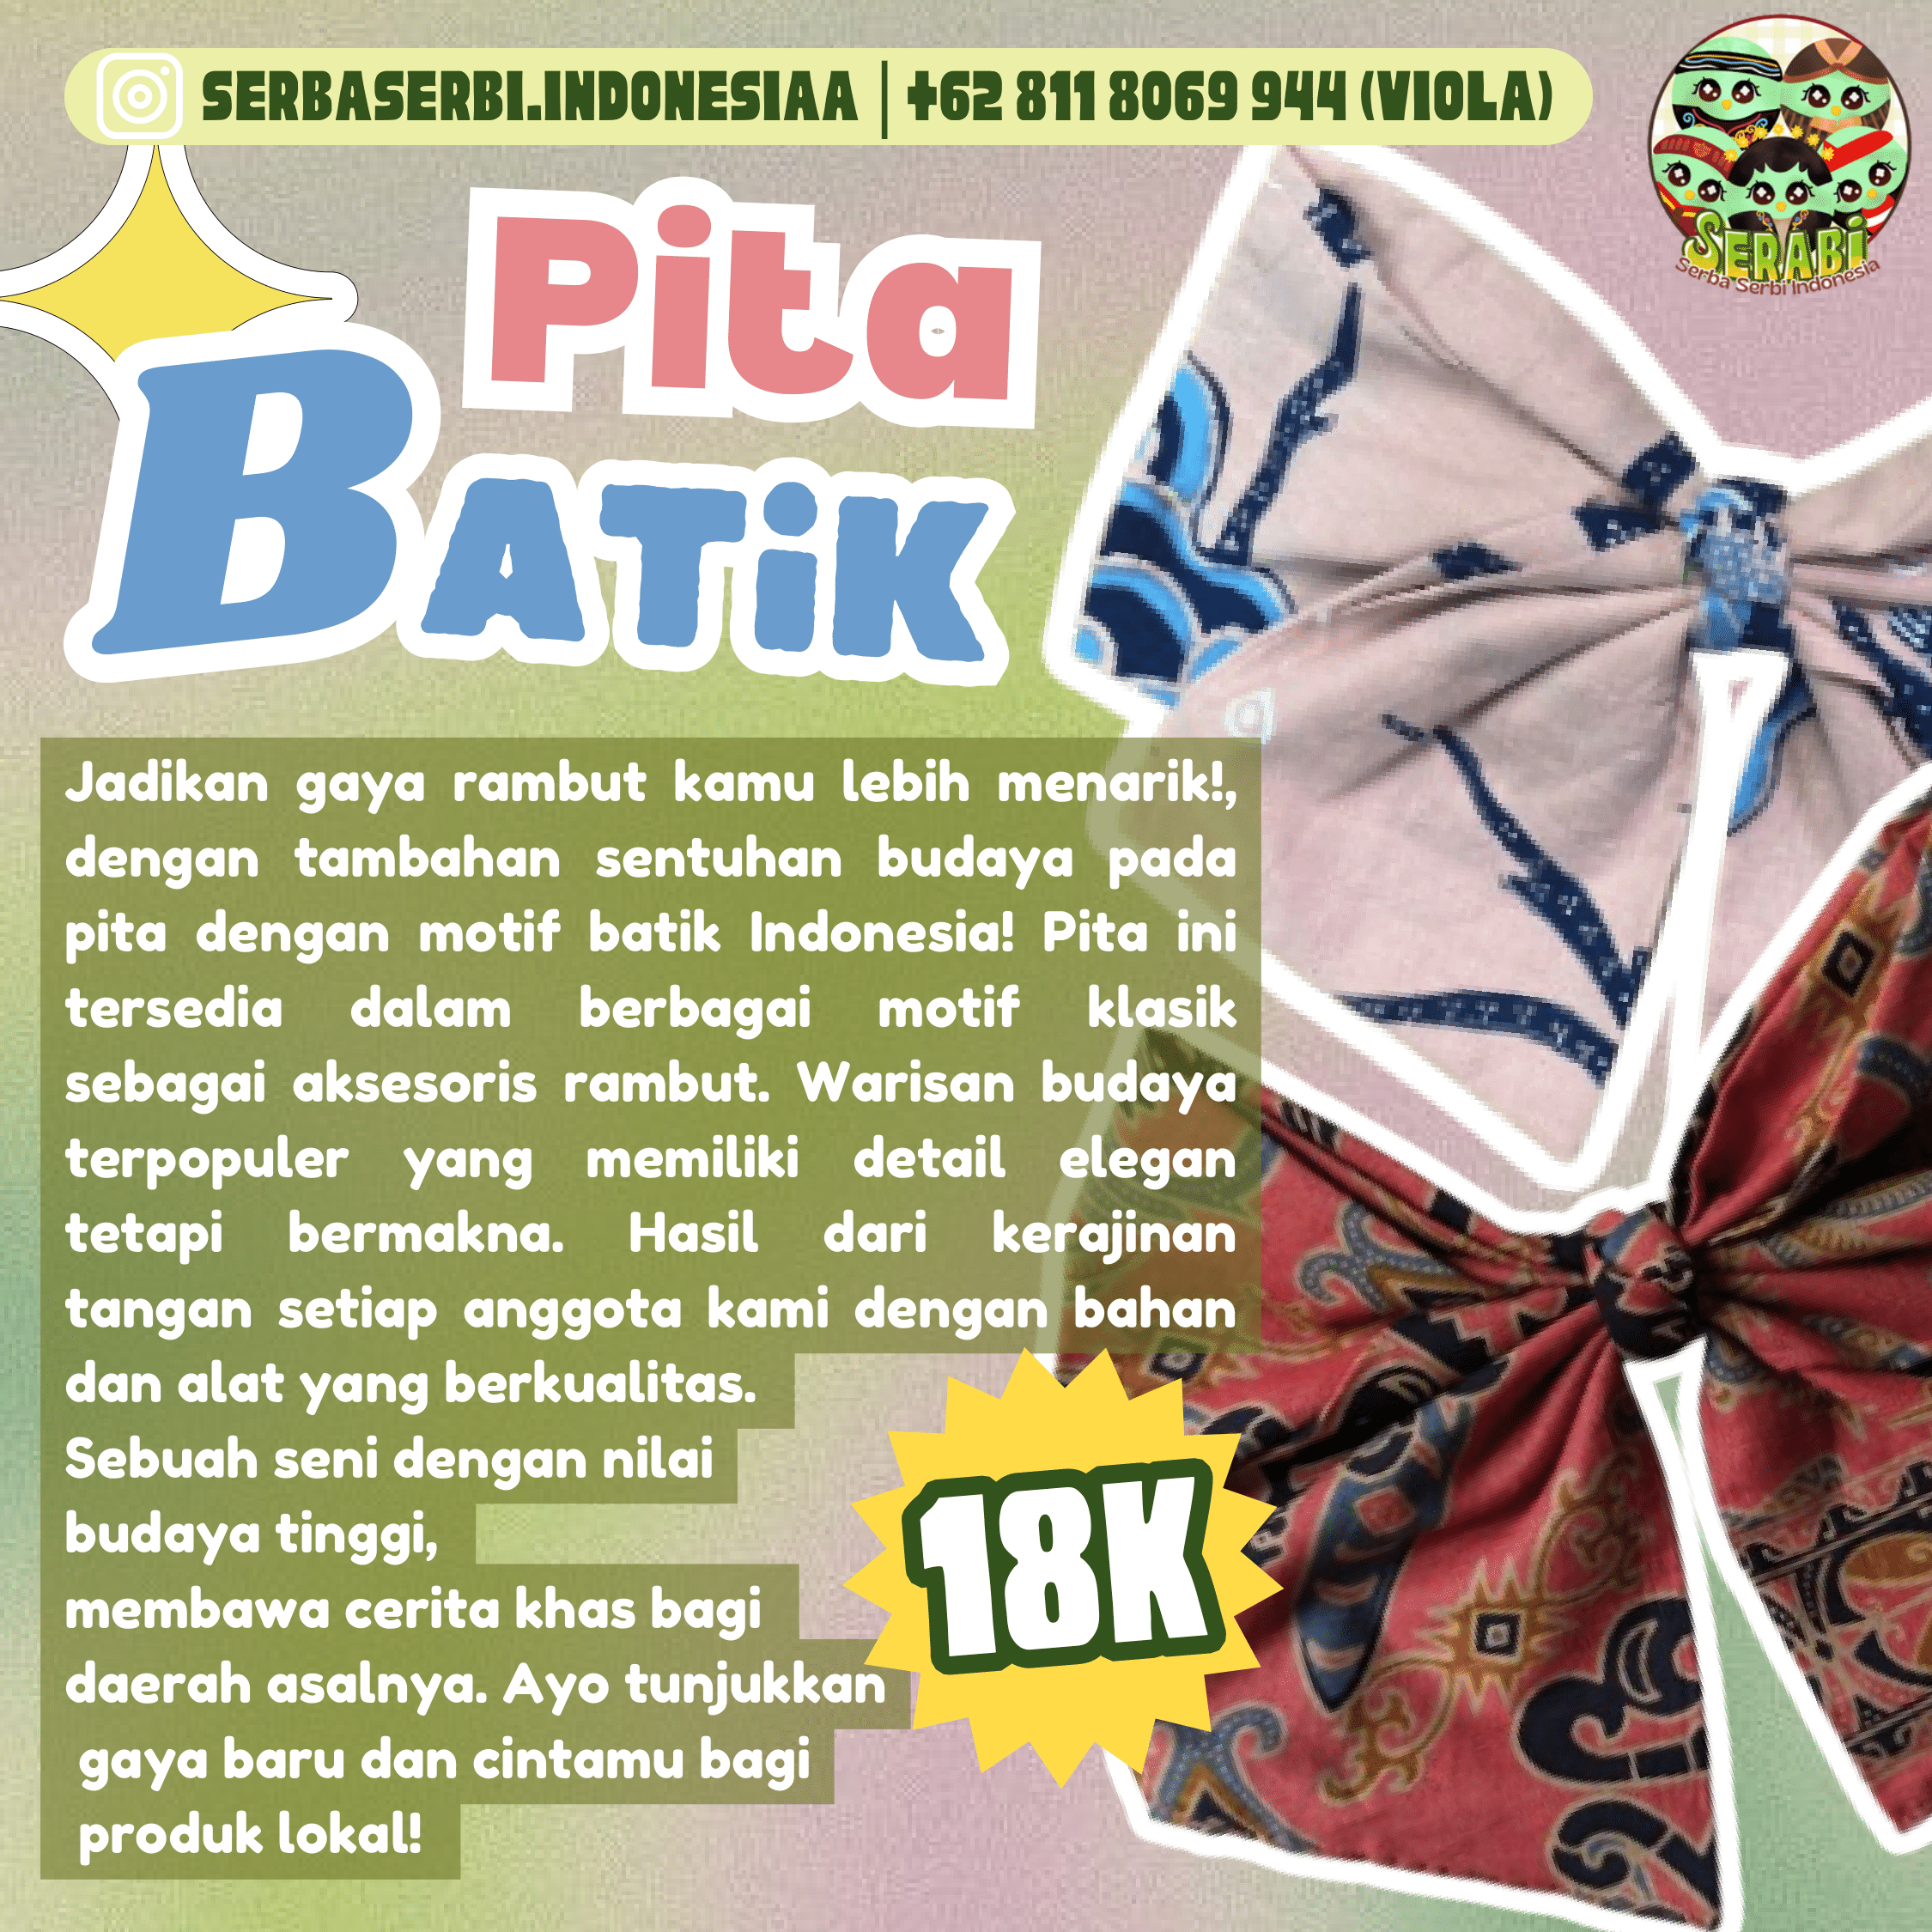 SERBASERBI.INDONESIAA | +62 811 8069 944 (VIOLA)
SERABi
Serba Serbi Indonesia
Pita
BATiK
Jadikan gaya rambut kamu lebih menarik!,
dengan tambahan sentuhan budaya pada
pita dengan motif batik Indonesia! Pita ini
tersedia dalam berbagai motif klasik
sebagai aksesoris rambut. Warisan budaya
terpopuler yang memiliki detail elegan
tetapi bermakna. Hasil dari kerajinan
tangan setiap anggota kami dengan bahan
dan alat yang berkualitas.
Sebuah seni dengan nilai
budaya tinggi,
membawa cerita khas bagi
daerah asalnya. Ayo tunjukkan
gaya baru dan cintamu bagi
produk lokal!
18K